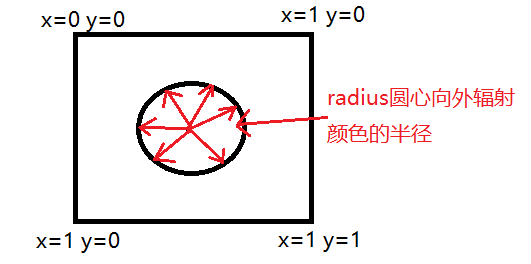 x=0 y=0
x=1 y=0
radius圆心向外辐射
颜色的半径
x=1 y=0
x=1 y=1